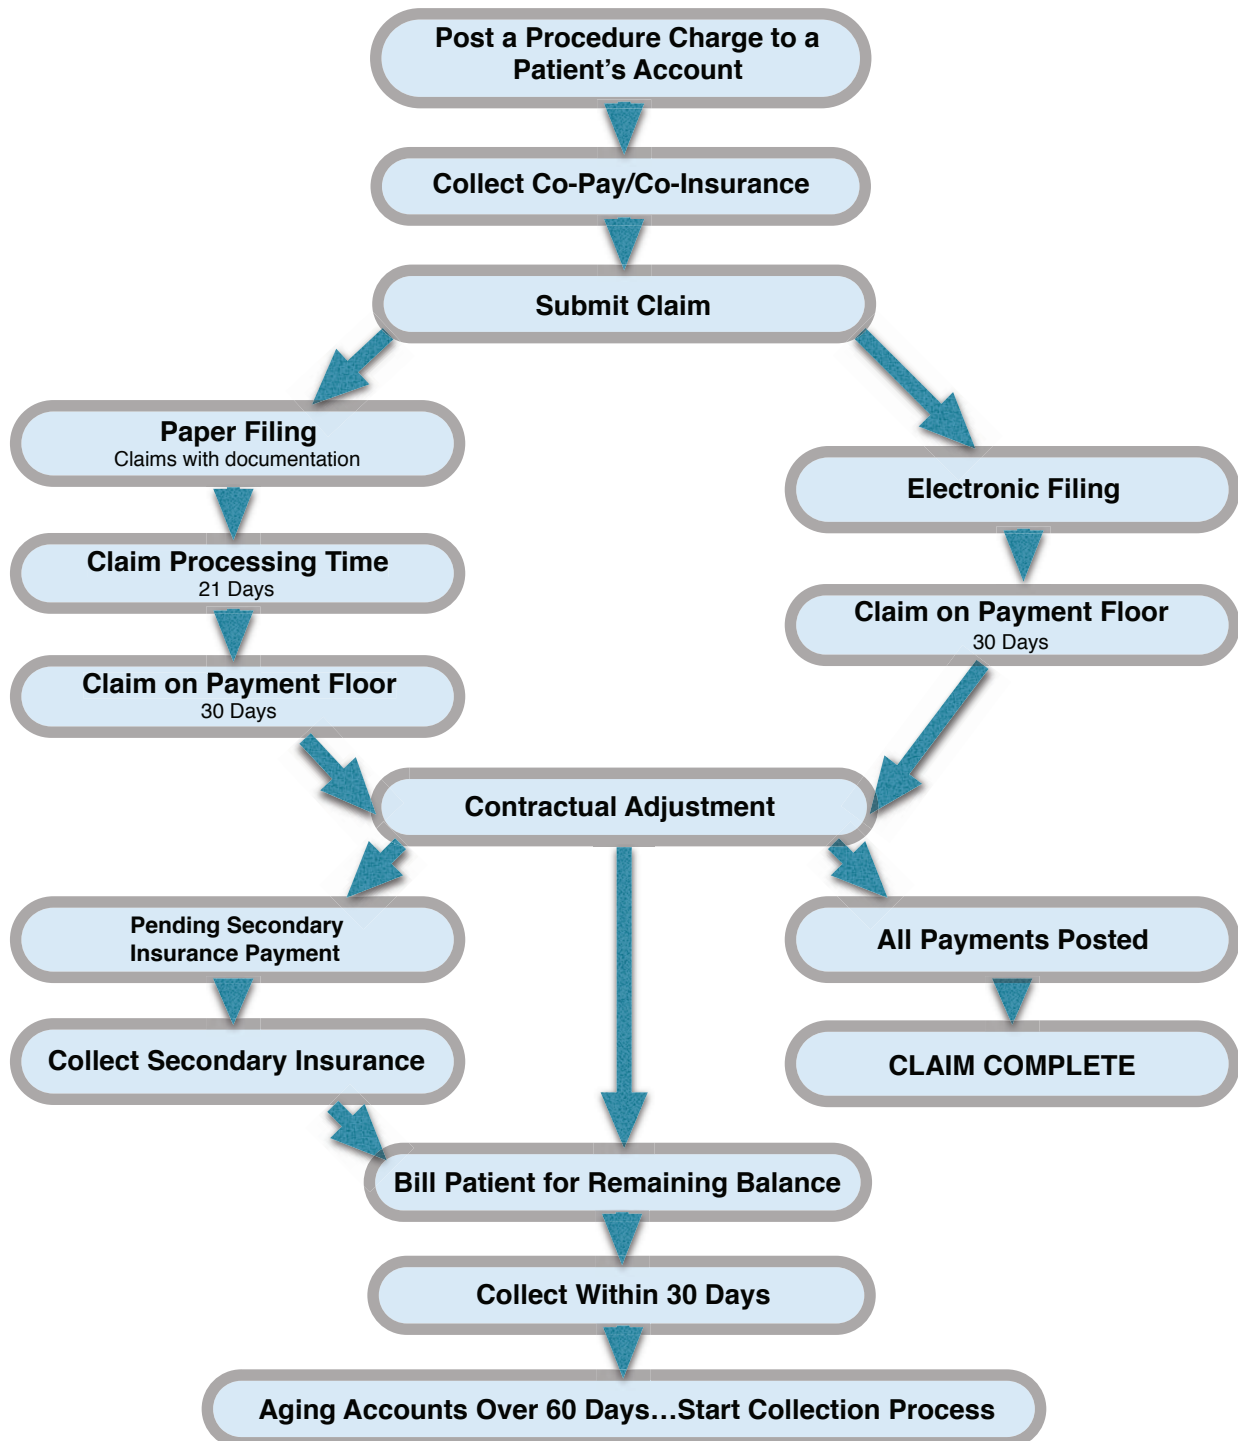 Post a Procedure Charge to a
Patient’s Account
Collect Co-Pay/Co-Insurance
Submit Claim
Paper Filing
Claims with documentation
Electronic Filing
Claim Processing Time
21 Days
Claim on Payment Floor
30 Days
Claim on Payment Floor
30 Days
Contractual Adjustment
Pending Secondary
Insurance Payment
All Payments Posted
Collect Secondary Insurance
CLAIM COMPLETE
Bill Patient for Remaining Balance
Collect Within 30 Days
Aging Accounts Over 60 Days…Start Collection Process